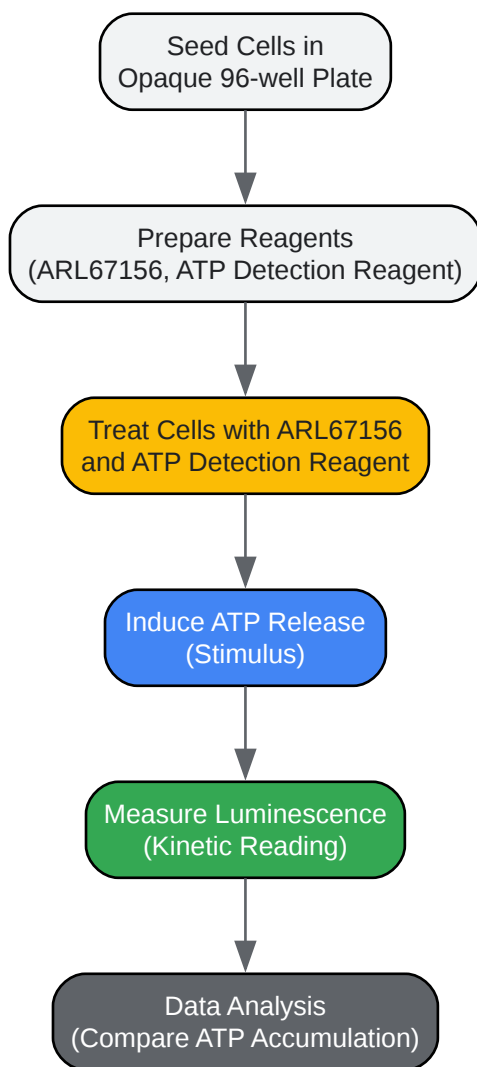 Seed Cells in
Opaque 96-well Plate
Prepare Reagents
(ARL67156, ATP Detection Reagent)
Treat Cells with ARL67156
and ATP Detection Reagent
Induce ATP Release
(Stimulus)
Measure Luminescence
(Kinetic Reading)
Data Analysis
(Compare ATP Accumulation)